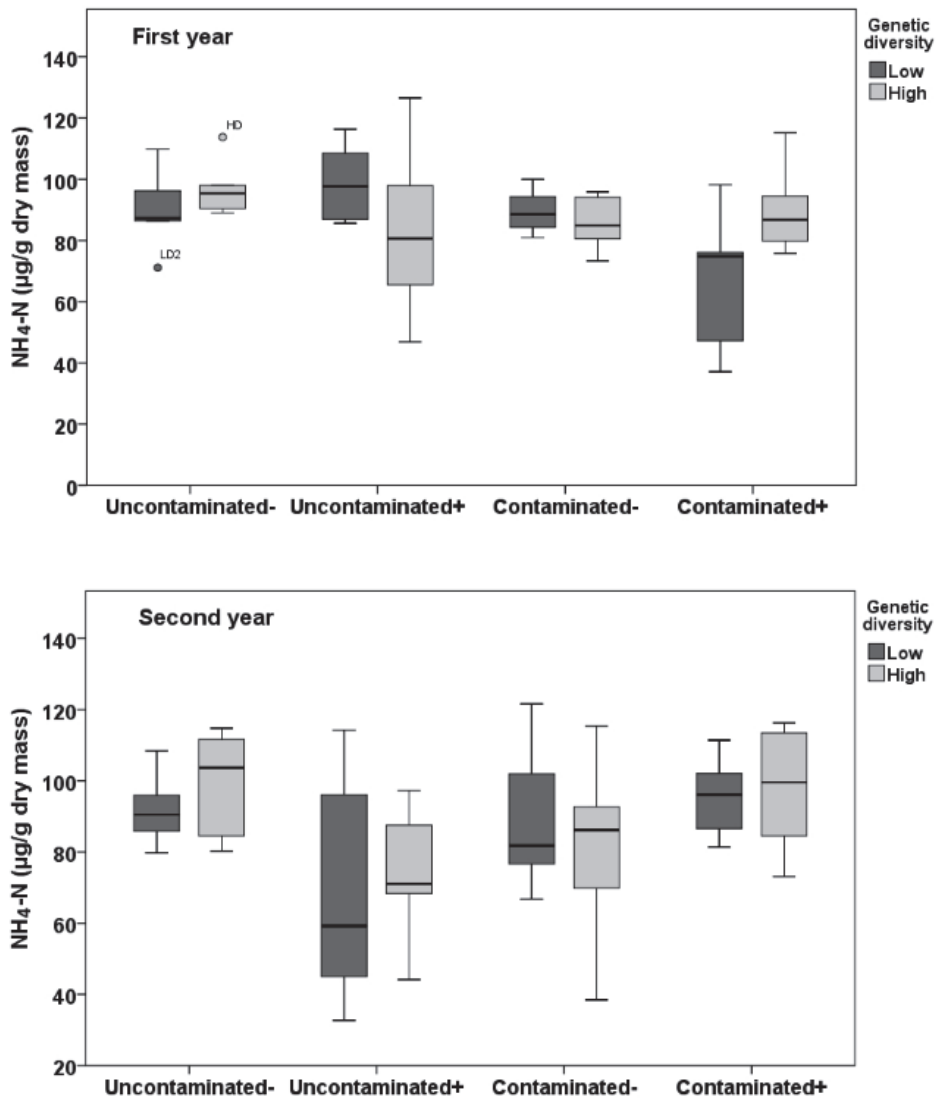 First year
Genetic
diversity
Low
High
NH4-N (µg/g dry mass)
140
120
100
80
60
40
20
0
HD
LD2
Uncontaminated- Uncontaminated+ Contaminated- Contaminated+
Second year
Genetic
diversity
Low
High
NH4-N (µg/g dry mass)
140
120
100
80
60
40
20
Uncontaminated- Uncontaminated+ Contaminated- Contaminated+